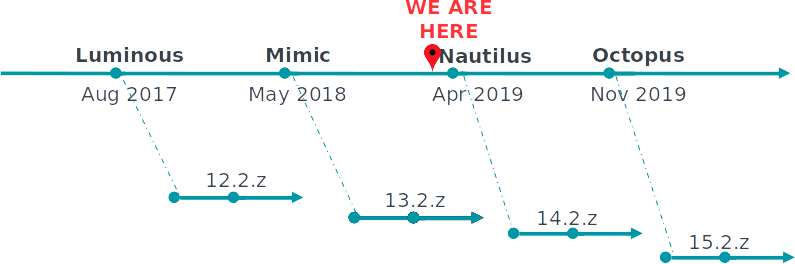 WE ARE
HERE
Luminous Mimic Nautilus Octopus
Aug 2017 May 2018 Apr 2019 Nov 2019
12.2.z
13.2.z
14.2.z
15.2.z